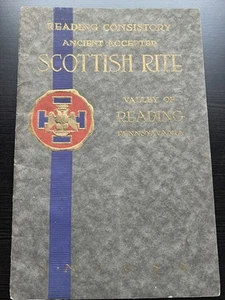 READING CONSISTORY
ANCIENT ACCEPTED
SCOTTISH RITE
VALLEY OF
READING
PENNSYLVANIA